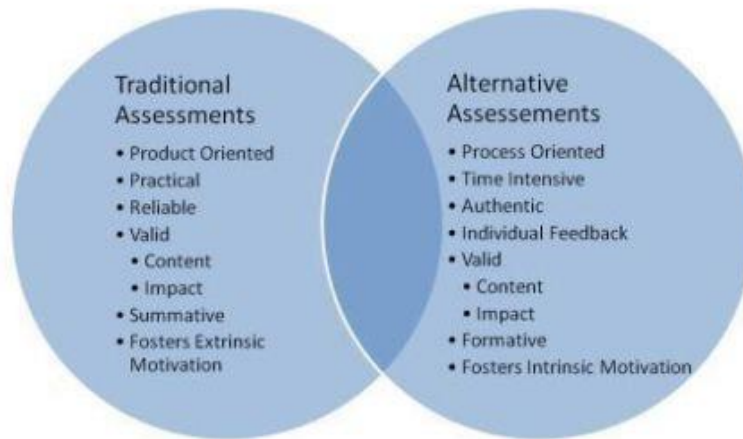 Traditional
Assessments
• Product Oriented
• Practical
• Reliable
• Valid
• Content
• Impact
• Summative
• Fosters Extrinsic
Motivation
Alternative
Assessements
• Process Oriented
• Time Intensive
• Authentic
• Individual Feedback
• Valid
• Content
• Impact
• Formative
• Fosters Intrinsic Motivation